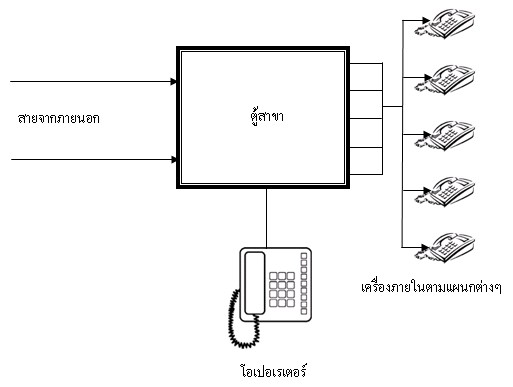 สายจากภายนอก
ตู้สาขา
เครื่องภายในตามแผนกต่างๆ
โอเปอเรเตอร์